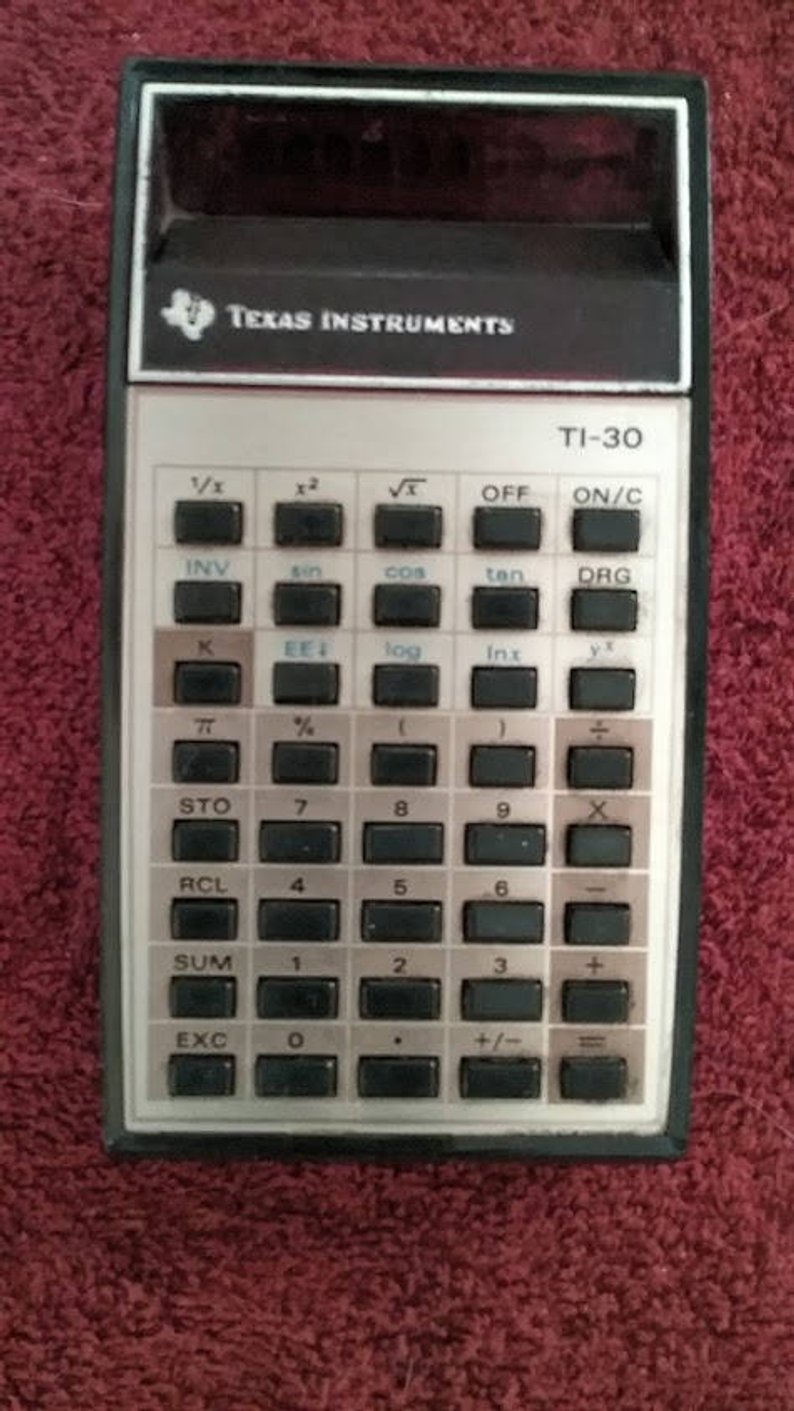 TEXAS INSTRUMENTS
TI-30
1/x x² √x OFF ON/C
INV sin cos tan DRG
K EE↓ log lnx yˣ
π % ( ) ÷
STO 7 8 9 X
RCL 4 5 6 −
SUM 1 2 3 +
EXC 0 . +/− =